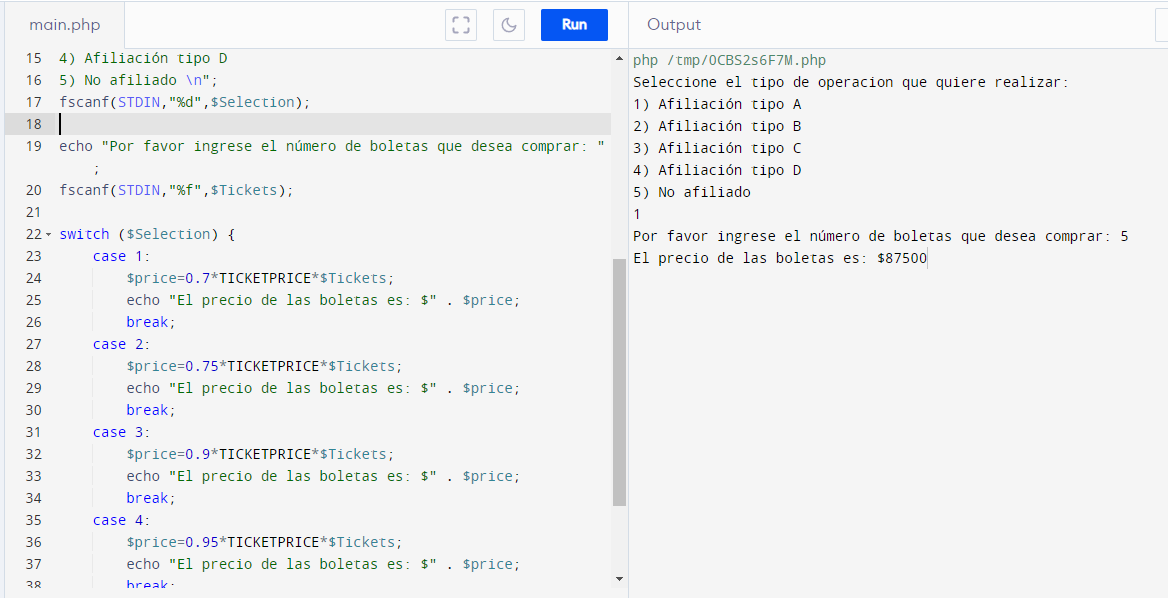 main.php
Run
Output
15 4) Afiliación tipo D
16 5) No afiliado \n";
17 fscanf(STDIN,"%d",$Selection);
18
19 echo "Por favor ingrese el número de boletas que desea comprar: "
;
20 fscanf(STDIN,"%f",$Tickets);
21
22 switch ($Selection) {
23 case 1:
24 $price=0.7*TICKETPRICE*$Tickets;
25 echo "El precio de las boletas es: $" . $price;
26 break;
27 case 2:
28 $price=0.75*TICKETPRICE*$Tickets;
29 echo "El precio de las boletas es: $" . $price;
30 break;
31 case 3:
32 $price=0.9*TICKETPRICE*$Tickets;
33 echo "El precio de las boletas es: $" . $price;
34 break;
35 case 4:
36 $price=0.95*TICKETPRICE*$Tickets;
37 echo "El precio de las boletas es: $" . $price;
38 break;
php /tmp/OCBS2s6F7M.php
Seleccione el tipo de operacion que quiere realizar:
1) Afiliación tipo A
2) Afiliación tipo B
3) Afiliación tipo C
4) Afiliación tipo D
5) No afiliado
1
Por favor ingrese el número de boletas que desea comprar: 5
El precio de las boletas es: $87500